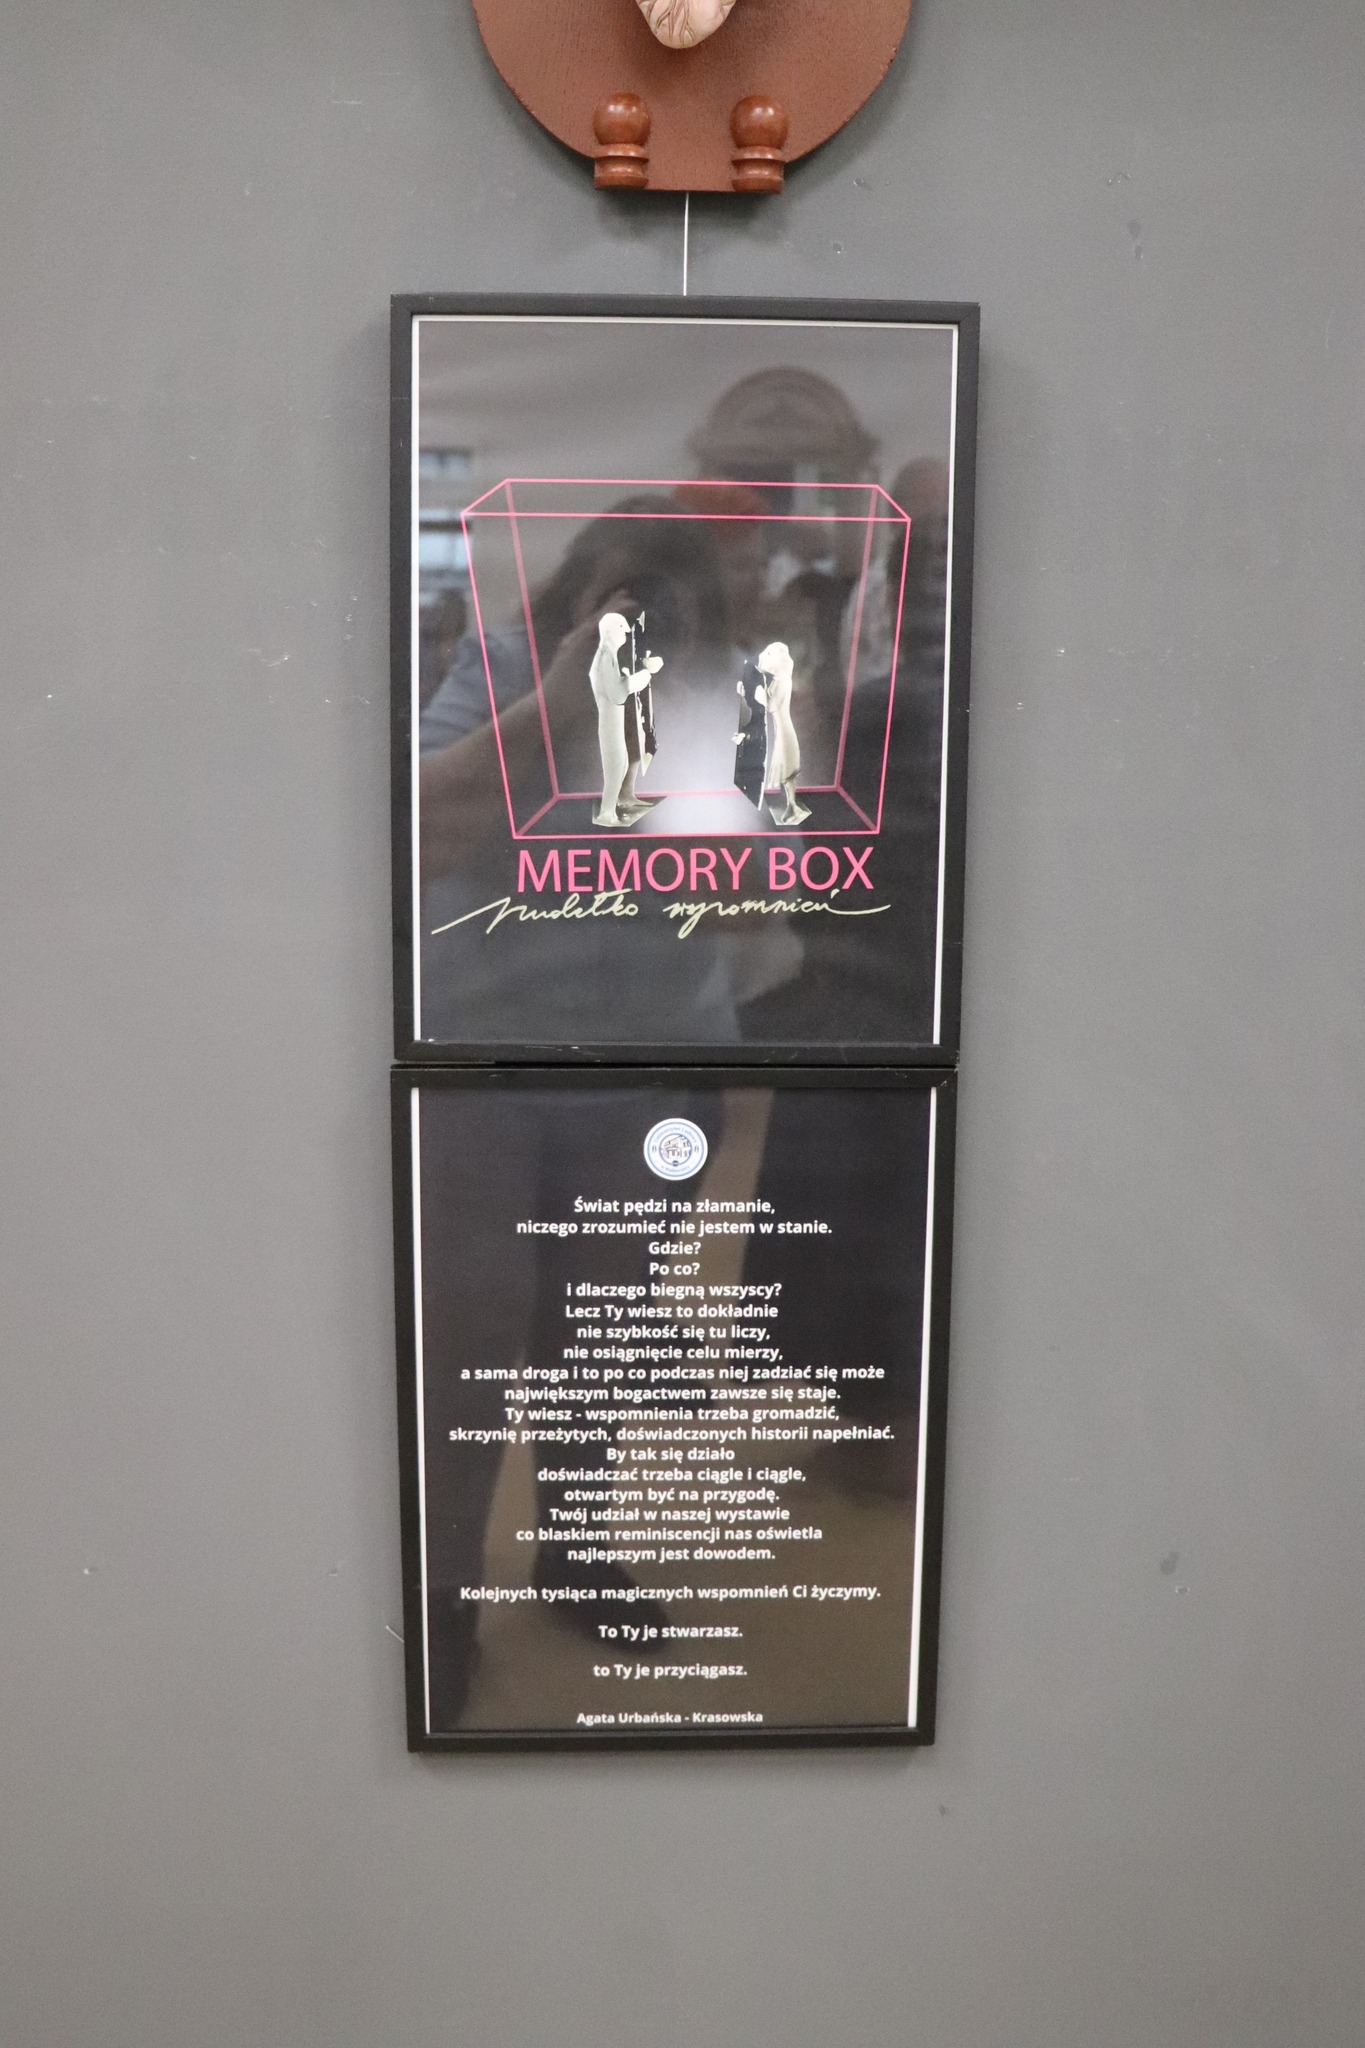 MEMORY BOX
pudełko wspomnień
Świat pędzi na złamanie,
niczego zrozumieć nie jestem w stanie.
Gdzie?
Po co?
i dlaczego biegną wszyscy?
Lecz Ty wiesz to dokładnie
nie szybkość się tu liczy,
nie osiągnięcie celu mierzy,
a sama droga i to po co podczas niej zadziać się może
największym bogactwem zawsze się staje.
Ty wiesz - wspomnienia trzeba gromadzić,
skrzynię przeżytych, doświadczonych historii napełniać.
By tak się działo
doświadczać trzeba ciągle i ciągle,
otwartym być na przygodę.
Twój udział w naszej wystawie
co blaskiem reminiscencji nas oświetla
najlepszym jest dowodem.
Kolejnych tysiąca magicznych wspomnień Ci życzymy.
To Ty je stwarzasz.
to Ty je przyciągasz.
Agata Urbańska - Krasowska